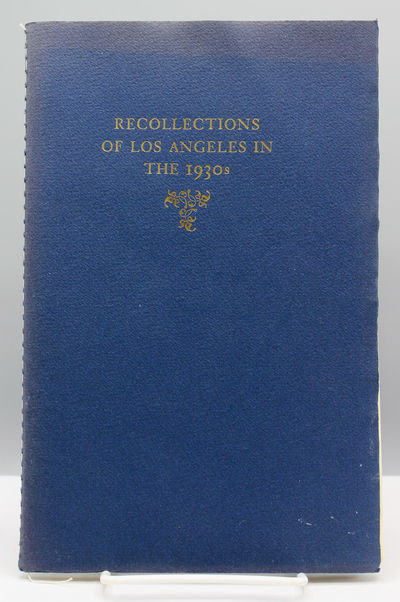 RECOLLECTIONS
OF LOS ANGELES IN
THE 1930s